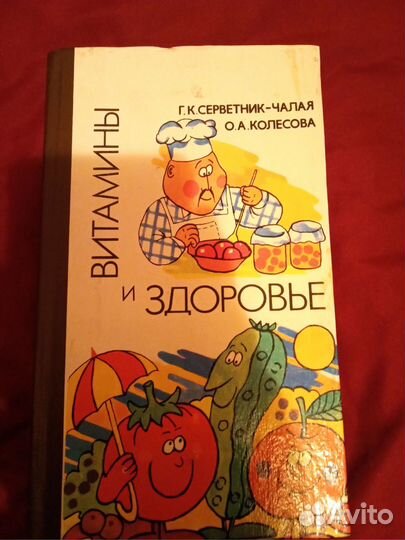 Г.К.СЕРВЕТНИК-ЧАЛАЯ
О.А.КОЛЕСОВА
ВИТАМИНЫ
И ЗДОРОВЬЕ
Avito